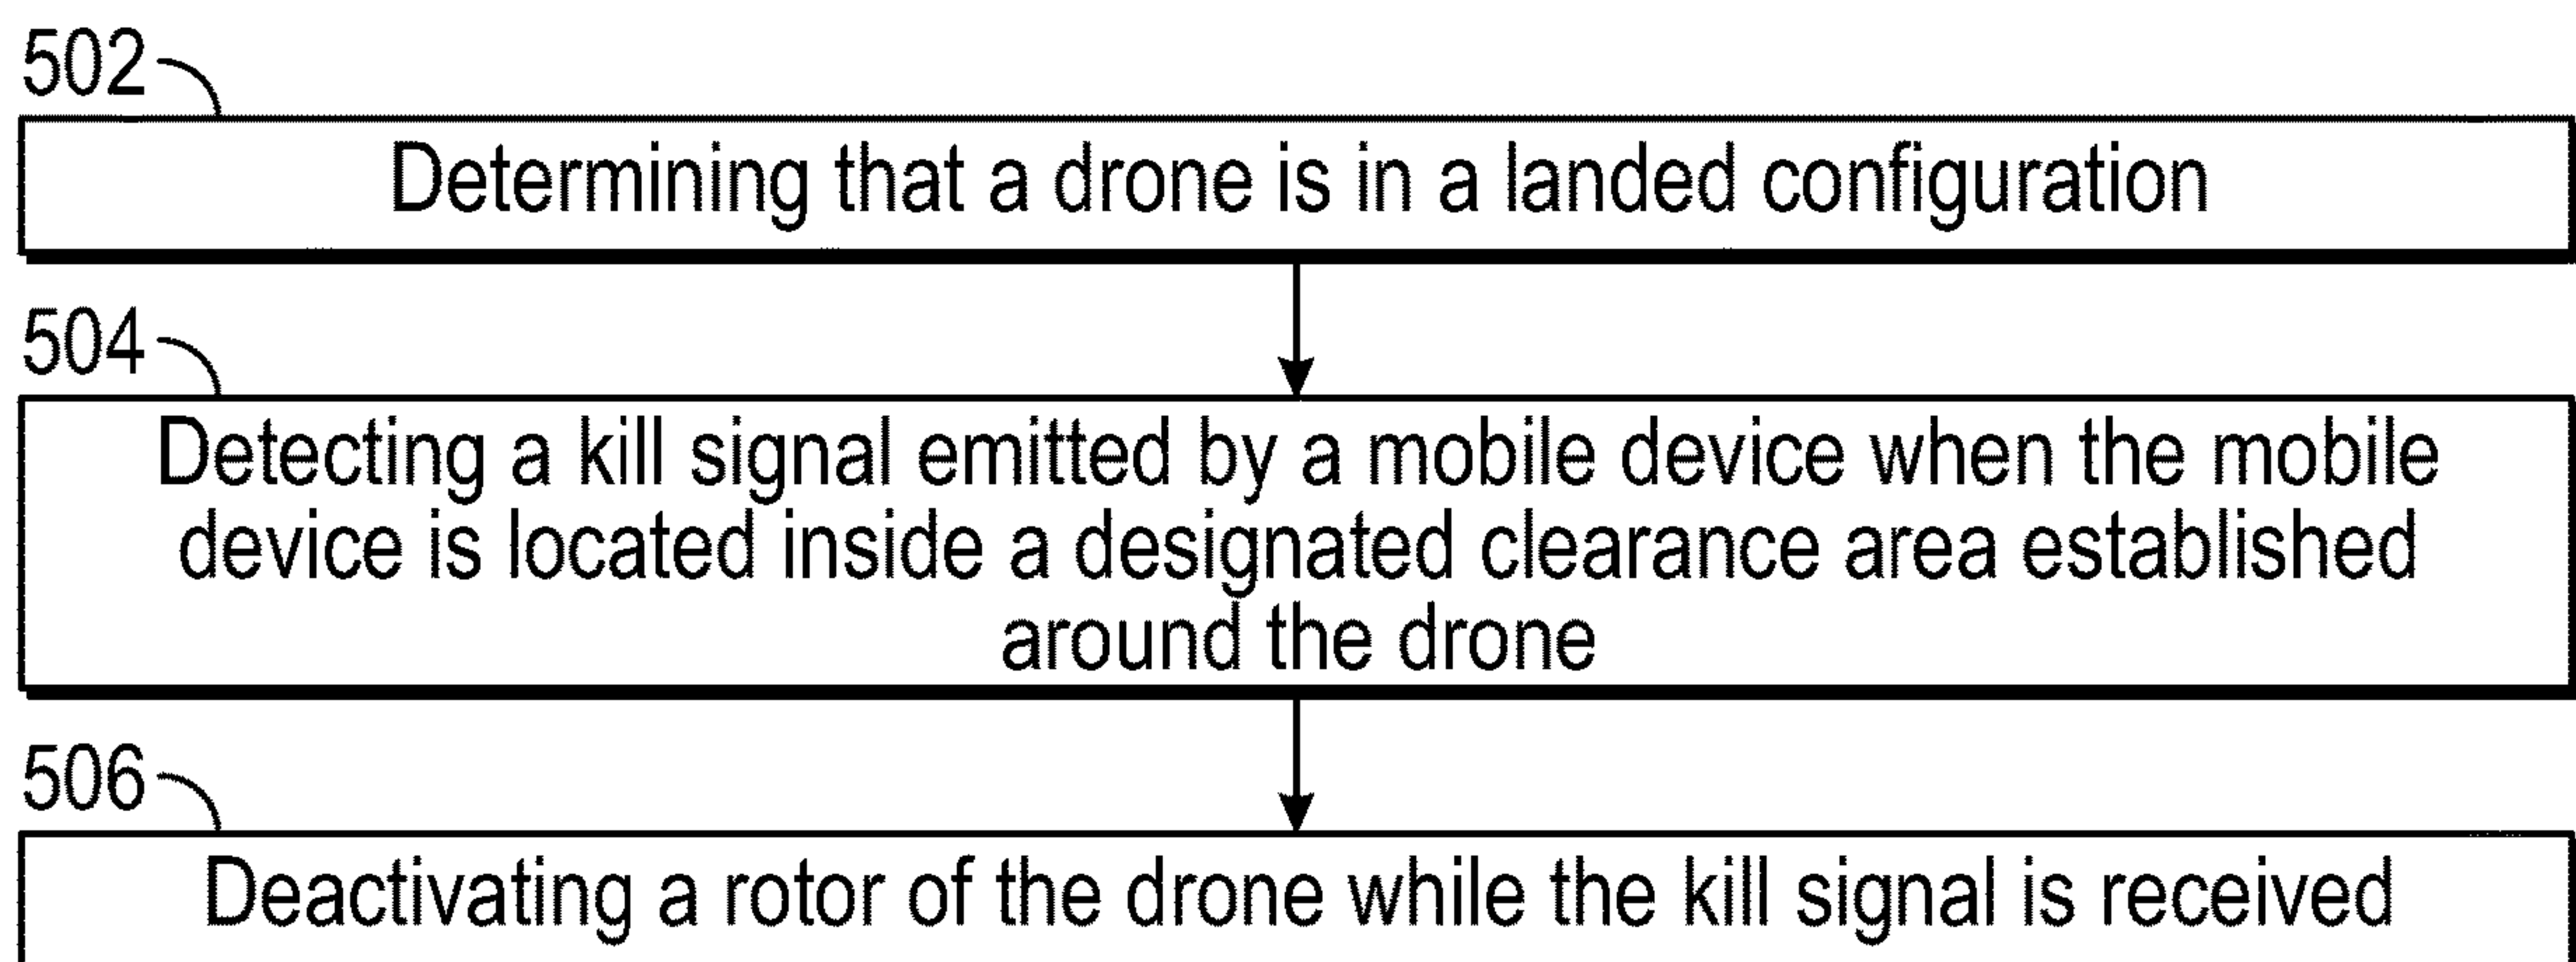 502
Determining that a drone is in a landed configuration
504
Detecting a kill signal emitted by a mobile device when the mobile
device is located inside a designated clearance area established
around the drone
506
Deactivating a rotor of the drone while the kill signal is received